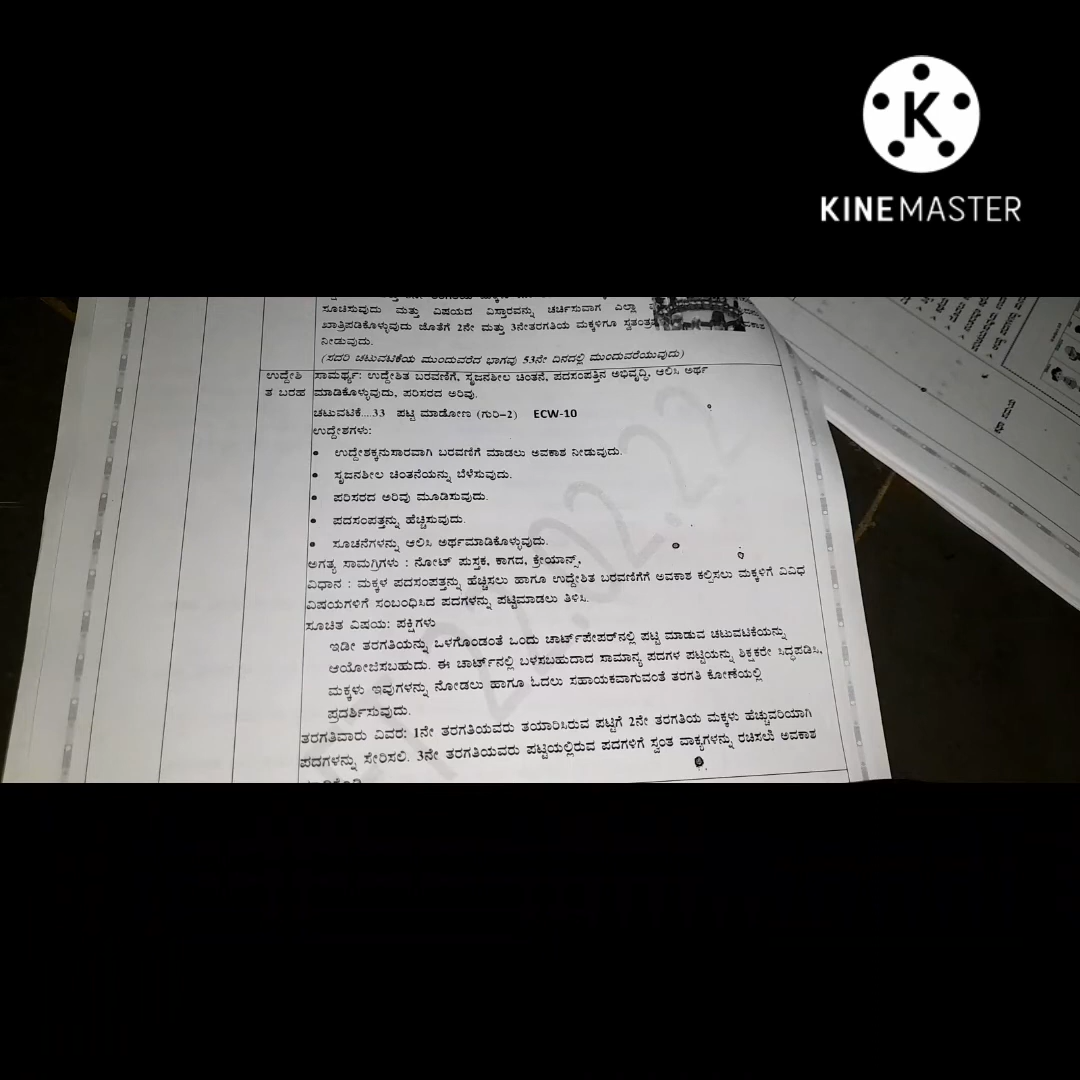 KINEMASTER
ಸೂಚಿಸುವುದು ಮತ್ತು ವಿಷಯದ ವಿಸ್ತಾರವನ್ನು ಚರ್ಚಿಸುವಾಗ ಎಲ್ಲಾ
ಖಾತ್ರಿಪಡಿಕೊಳ್ಳುವುದು ಜೊತೆಗೆ 2ನೇ ಮತ್ತು 3ನೇತರಗತಿಯ ಮಕ್ಕಳಿಗೂ ಸ್ವತಂತ್ರ
ನೀಡುವುದು.
(ಸದರಿ ಚಟುವಟಿಕೆಯ ಮುಂದುವರೆದ ಭಾಗವು 53ನೇ ದಿನದಲ್ಲಿ ಮುಂದುವರೆಯುವುದು)
ಉದ್ದೇಶಿ
ತ ಬರಹ
ಸಾಮರ್ಥ್ಯ: ಉದ್ದೇಶಿತ ಬರವಣಿಗೆ, ಸೃಜನಶೀಲ ಚಿಂತನೆ, ಪದಸಂಪತ್ತಿನ ಅಭಿವೃದ್ಧಿ, ಆಲಿಸಿ ಅರ್ಥ
ಮಾಡಿಕೊಳ್ಳುವುದು, ಪರಿಸರದ ಅರಿವು.
ಚಟುವಟಿಕೆ....33 ಪಟ್ಟಿ ಮಾಡೋಣ (ಗುರಿ-2) ECW-10
ಉದ್ದೇಶಗಳು:
• ಉದ್ದೇಶಕ್ಕನುಸಾರವಾಗಿ ಬರವಣಿಗೆ ಮಾಡಲು ಅವಕಾಶ ನೀಡುವುದು.
• ಸೃಜನಶೀಲ ಚಿಂತನೆಯನ್ನು ಬೆಳೆಸುವುದು.
• ಪರಿಸರದ ಅರಿವು ಮೂಡಿಸುವುದು.
• ಪದಸಂಪತ್ತನ್ನು ಹೆಚ್ಚಿಸುವುದು.
• ಸೂಚನೆಗಳನ್ನು ಆಲಿಸಿ ಅರ್ಥಮಾಡಿಕೊಳ್ಳುವುದು.
ಅಗತ್ಯ ಸಾಮಗ್ರಿಗಳು : ನೋಟ್ ಪುಸ್ತಕ, ಕಾಗದ, ಕ್ರೇಯಾನ್ಸ್,
ವಿಧಾನ : ಮಕ್ಕಳ ಪದಸಂಪತ್ತನ್ನು ಹೆಚ್ಚಿಸಲು ಹಾಗೂ ಉದ್ದೇಶಿತ ಬರವಣಿಗೆಗೆ ಅವಕಾಶ ಕಲ್ಪಿಸಲು ಮಕ್ಕಳಿಗೆ ವಿವಿಧ
ವಿಷಯಗಳಿಗೆ ಸಂಬಂಧಿಸಿದ ಪದಗಳನ್ನು ಪಟ್ಟಿಮಾಡಲು ತಿಳಿಸಿ.
ಸೂಚಿತ ವಿಷಯ: ಪಕ್ಷಿಗಳು
ಇಡೀ ತರಗತಿಯನ್ನು ಒಳಗೊಂಡಂತೆ ಒಂದು ಚಾರ್ಟ್‌ಪೇಪರ್‌ನಲ್ಲಿ ಪಟ್ಟಿ ಮಾಡುವ ಚಟುವಟಿಕೆಯನ್ನು
ಆಯೋಜಿಸಬಹುದು. ಈ ಚಾರ್ಟ್‌ನಲ್ಲಿ ಬಳಸಬಹುದಾದ ಸಾಮಾನ್ಯ ಪದಗಳ ಪಟ್ಟಿಯನ್ನು ಶಿಕ್ಷಕರೇ ಸಿದ್ಧಪಡಿಸಿ,
ಮಕ್ಕಳು ಇವುಗಳನ್ನು ನೋಡಲು ಹಾಗೂ ಓದಲು ಸಹಾಯಕವಾಗುವಂತೆ ತರಗತಿ ಕೋಣೆಯಲ್ಲಿ
ಪ್ರದರ್ಶಿಸುವುದು.
ತರಗತಿವಾರು ವಿವರ: 1ನೇ ತರಗತಿಯವರು ತಯಾರಿಸಿರುವ ಪಟ್ಟಿಗೆ 2ನೇ ತರಗತಿಯ ಮಕ್ಕಳು ಹೆಚ್ಚುವರಿಯಾಗಿ
ಪದಗಳನ್ನು ಸೇರಿಸಲಿ. 3ನೇ ತರಗತಿಯವರು ಪಟ್ಟಿಯಲ್ಲಿರುವ ಪದಗಳಿಗೆ ಸ್ವಂತ ವಾಕ್ಯಗಳನ್ನು ರಚಿಸಲು ಅವಕಾಶ